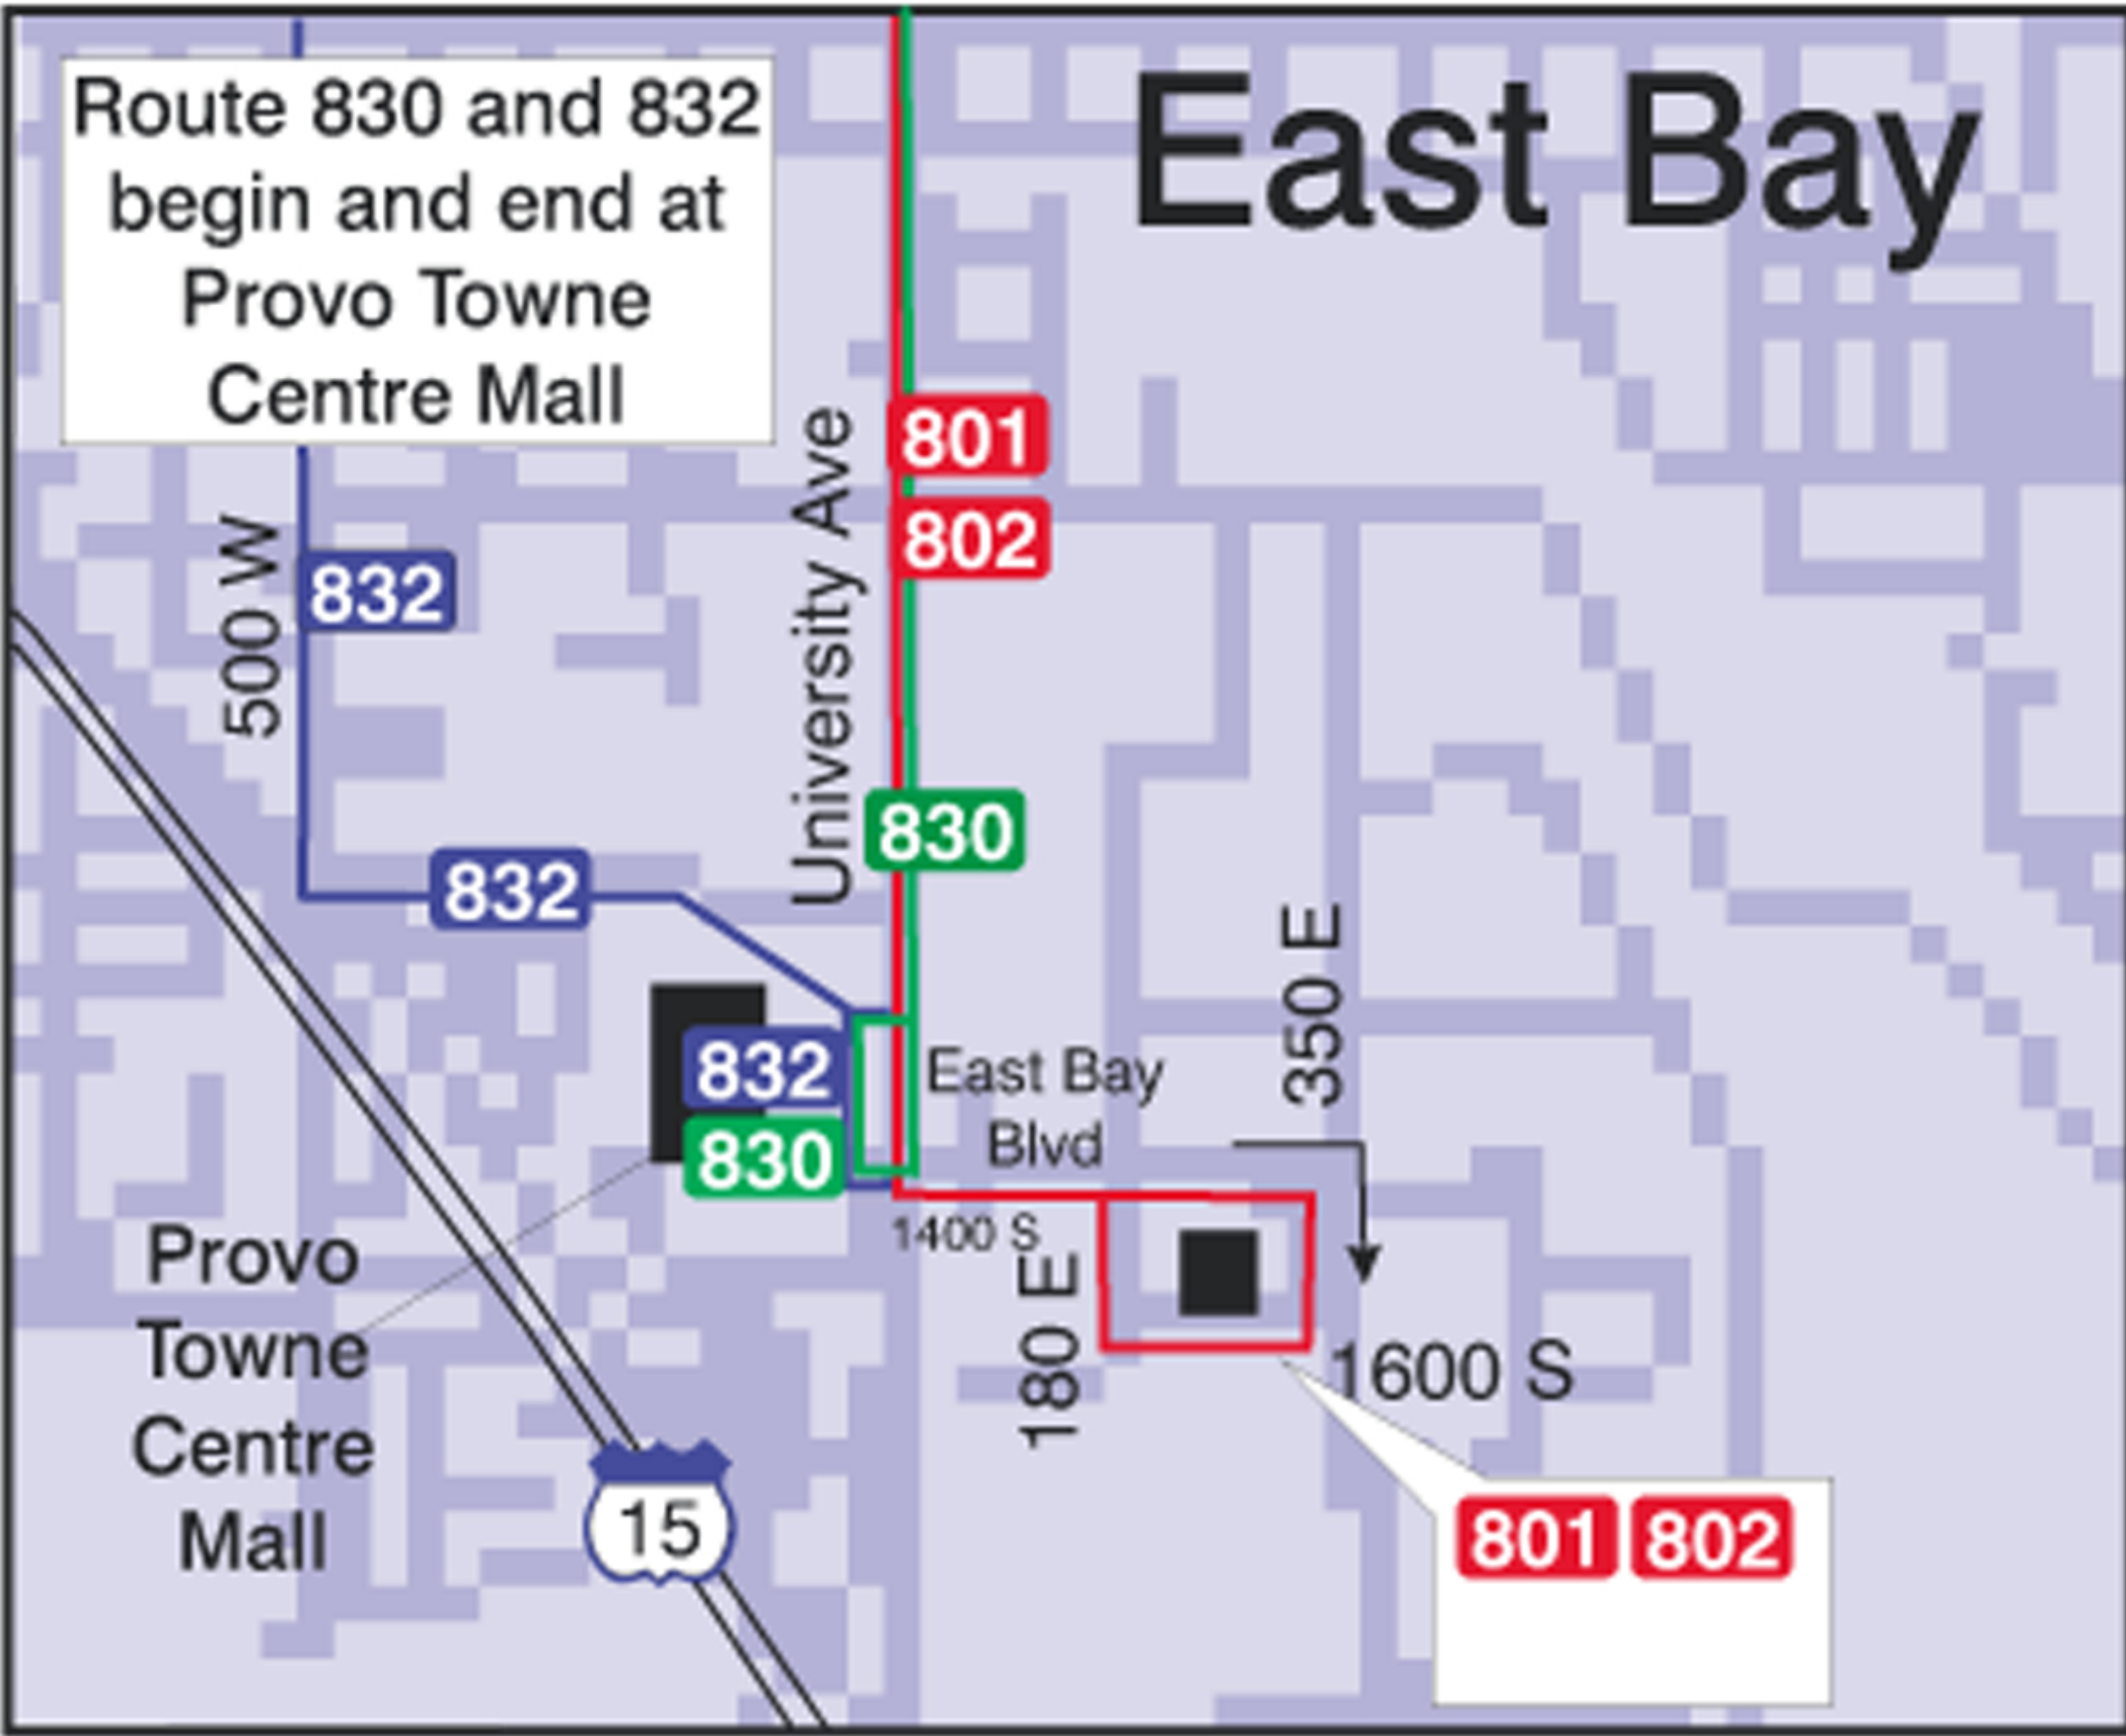 Route 830 and 832
begin and end at
Provo Towne
Centre Mall
East Bay
801
802
University Ave
500 W
832
830
832
350 E
832
830
East Bay
Blvd
1400 S
180 E
1600 S
Provo
Towne
Centre
Mall
15
801 802